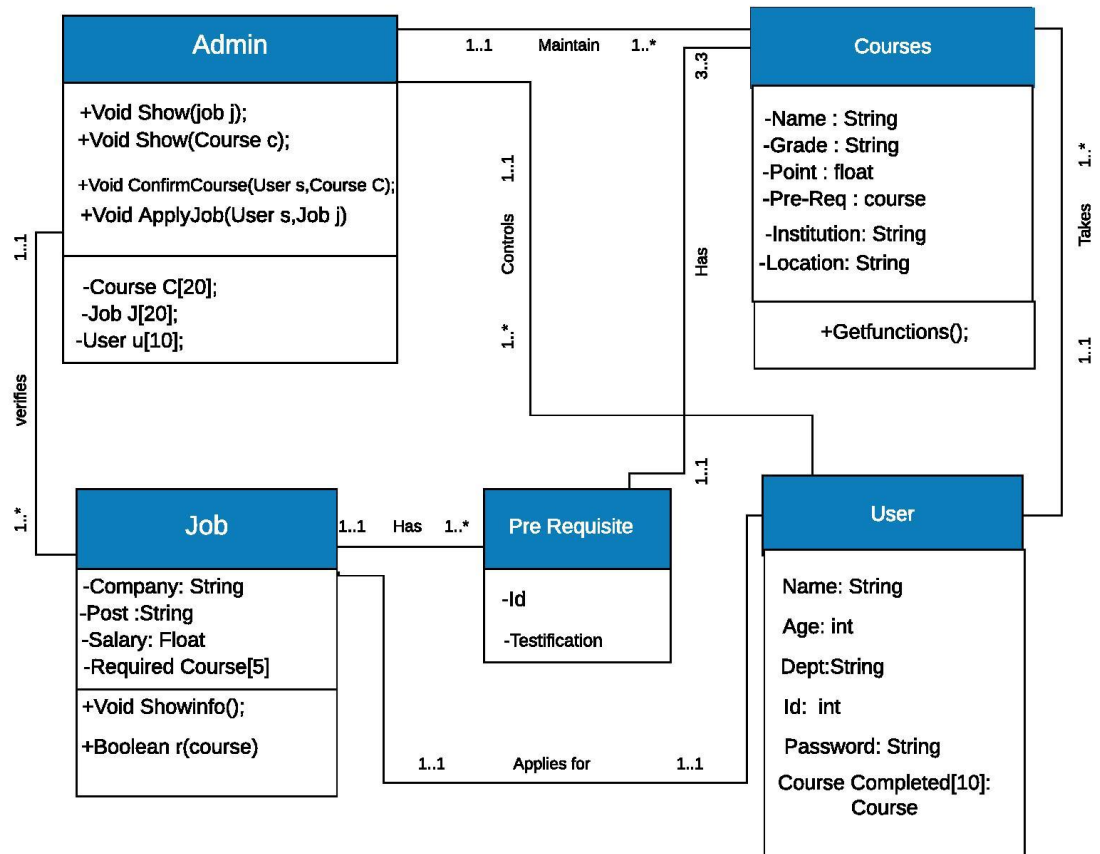 Admin
+Void Show(job j);
+Void Show(Course c);
+Void ConfirmCourse(User s,Course C);
+Void ApplyJob(User s,Job j)
-Course C[20];
-Job J[20];
-User u[10];
1..1 Maintain 1..*
Courses
-Name : String
-Grade : String
-Point : float
-Pre-Req : course
-Institution: String
-Location: String
+Getfunctions();
1..1
verifies
1..*
1..1
Controls
1..*
3..3
Has
1..1
1..*
Takes
1..1
Job
-Company: String
-Post :String
-Salary: Float
-Required Course[5]
+Void Showinfo();
+Boolean r(course)
1..1 Has 1..*
Pre Requisite
-Id
-Testification
User
Name: String
Age: int
Dept:String
Id: int
Password: String
Course Completed[10]:
Course
1..1 Applies for 1..1